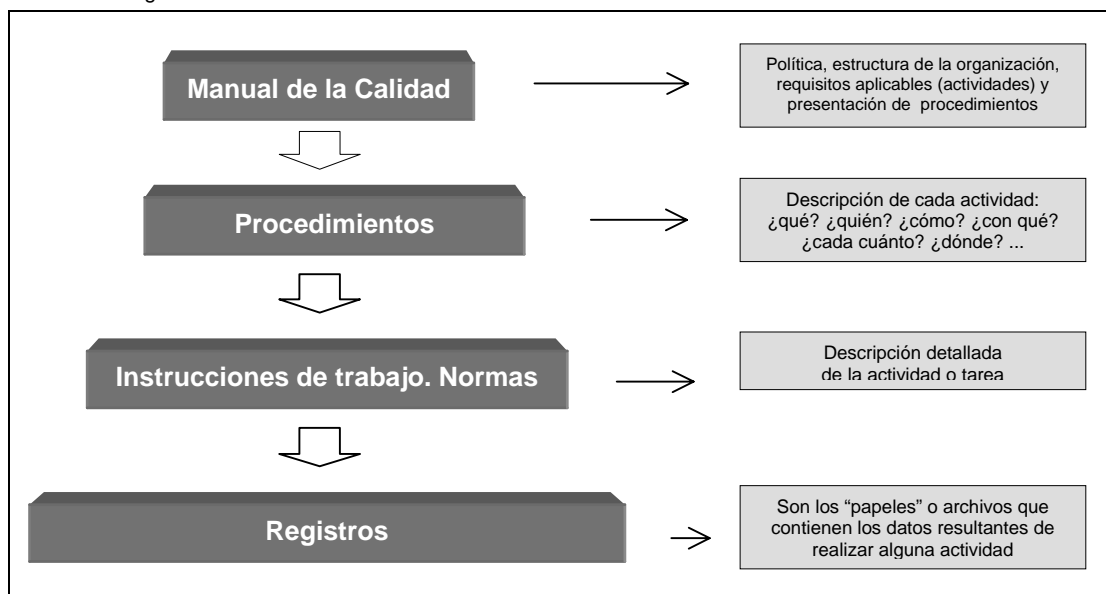 Manual de la Calidad
Política, estructura de la organización,
requisitos aplicables (actividades) y
presentación de procedimientos
Procedimientos
Descripción de cada actividad:
¿qué? ¿quién? ¿cómo? ¿con qué?
¿cada cuánto? ¿dónde? ...
Instrucciones de trabajo. Normas
Descripción detallada
de la actividad o tarea
Registros
Son los “papeles” o archivos que
contienen los datos resultantes de
realizar alguna actividad